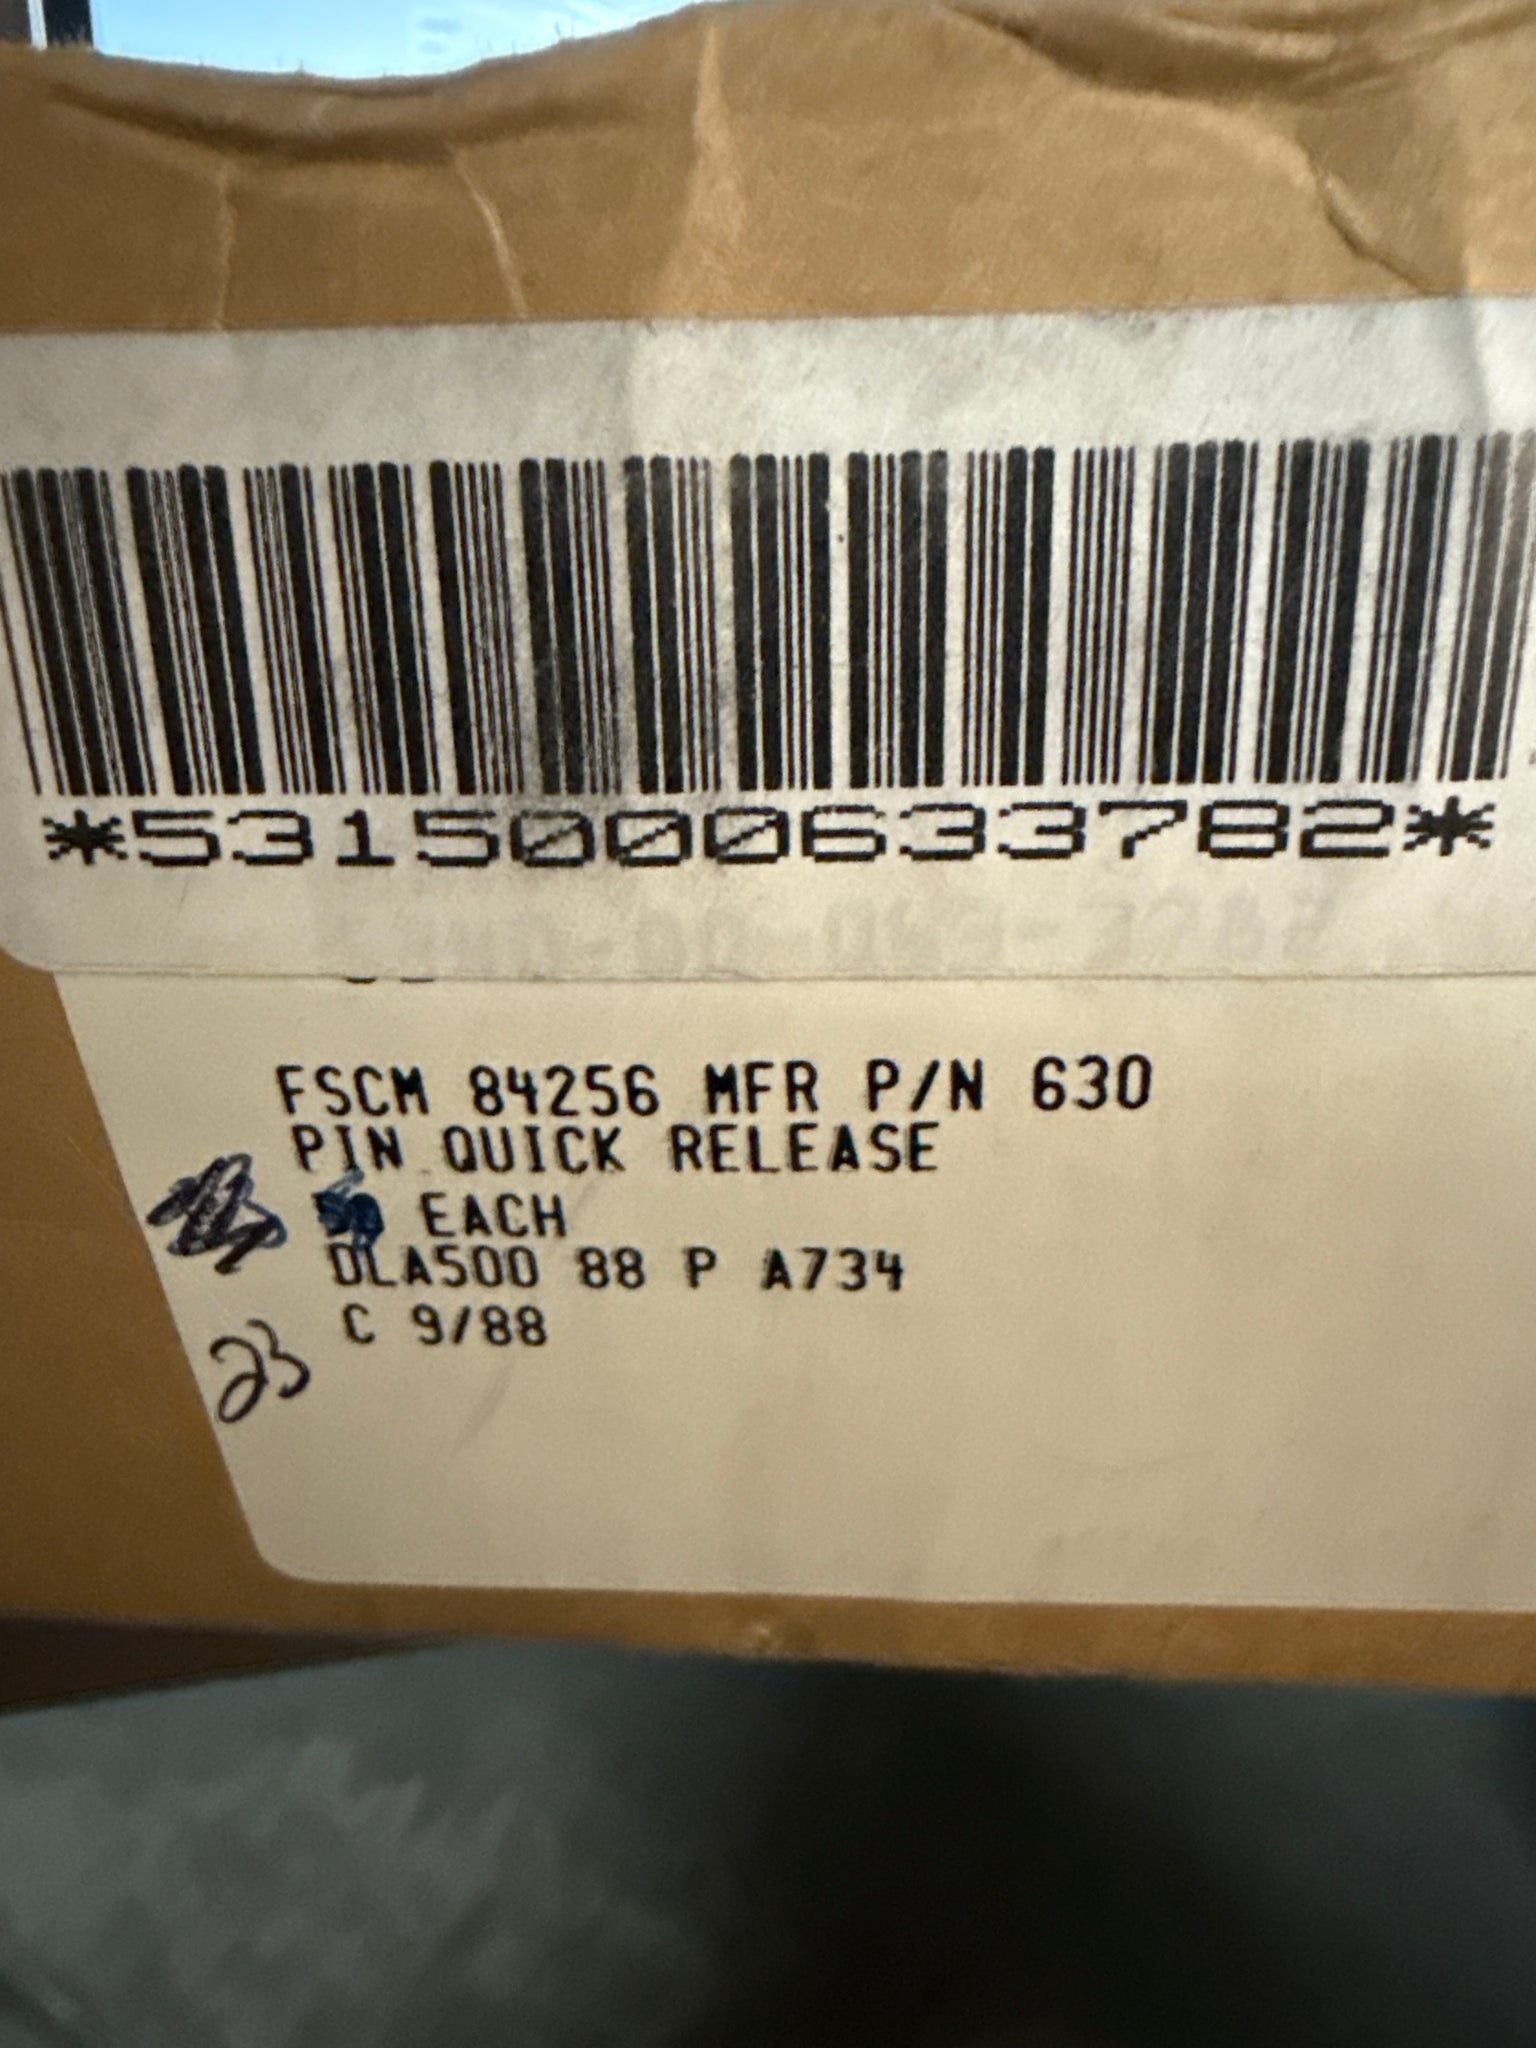 *5315000633782*
FSCM 84256 MFR P/N 630
PIN QUICK RELEASE
EACH
DLA500 88 P A734
C 9/88
23